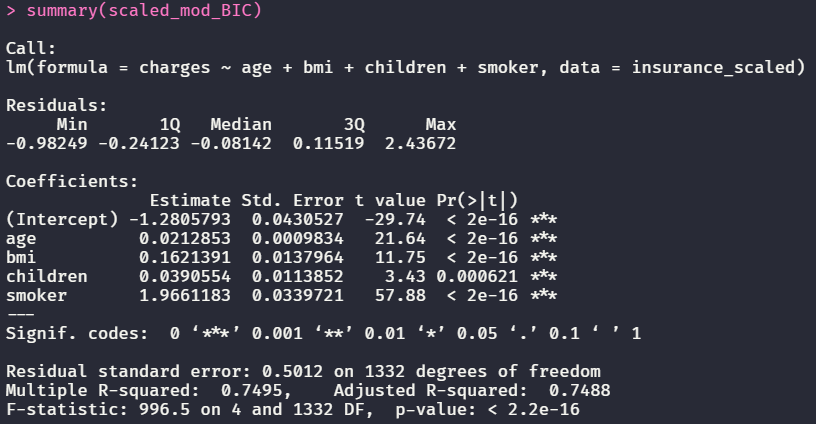 > summary(scaled_mod_BIC)

Call:
lm(formula = charges ~ age + bmi + children + smoker, data = insurance_scaled)

Residuals:
     Min       1Q   Median       3Q      Max
-0.98249 -0.24123 -0.08142  0.11519  2.43672

Coefficients:
              Estimate Std. Error t value Pr(>|t|)
(Intercept) -1.2805793  0.0430527  -29.74  < 2e-16 ***
age          0.0212853  0.0009834   21.64  < 2e-16 ***
bmi          0.1621391  0.0137964   11.75  < 2e-16 ***
children     0.0390554  0.0113852    3.43 0.000621 ***
smoker       1.9661183  0.0339721   57.88  < 2e-16 ***
---
Signif. codes:  0 ‘***’ 0.001 ‘**’ 0.01 ‘*’ 0.05 ‘.’ 0.1 ‘ ’ 1

Residual standard error: 0.5012 on 1332 degrees of freedom
Multiple R-squared:  0.7495,    Adjusted R-squared:  0.7488
F-statistic: 996.5 on 4 and 1332 DF,  p-value: < 2.2e-16